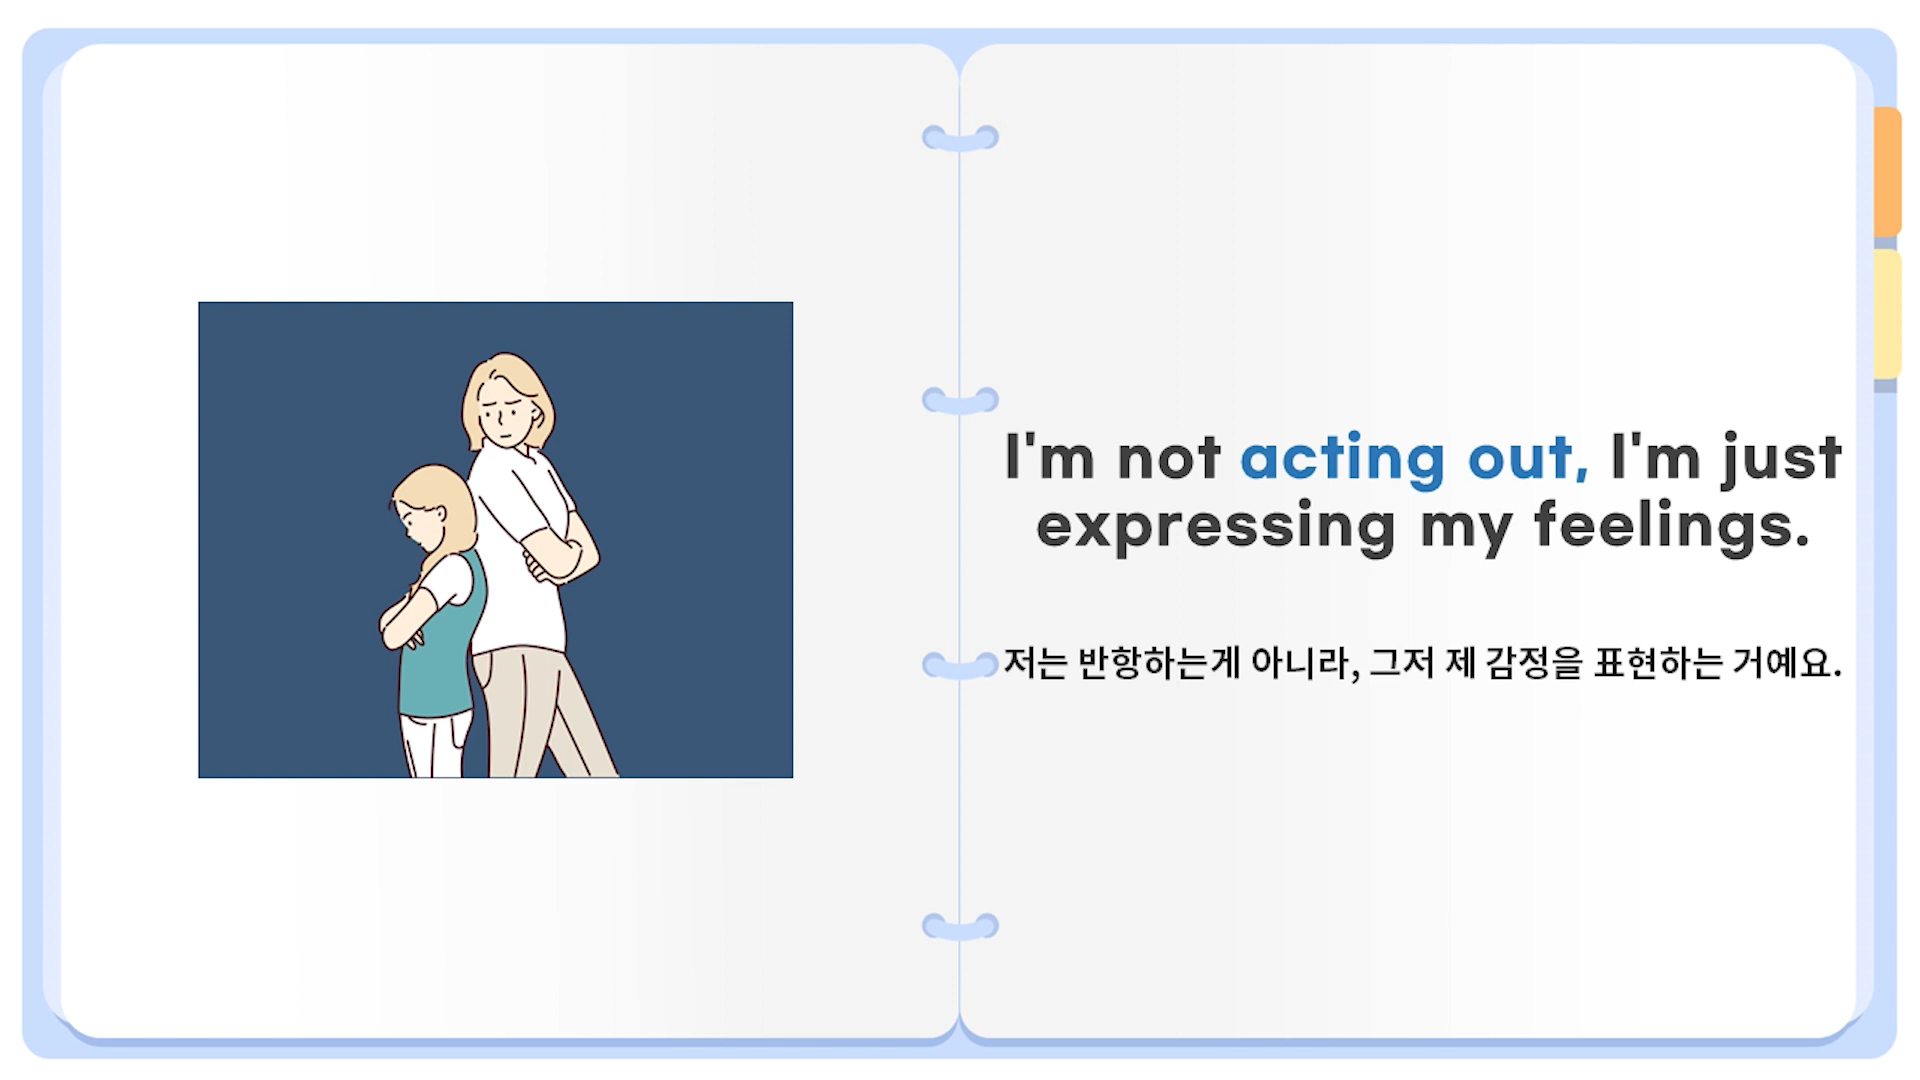 I'm not acting out, I'm just
expressing my feelings.
저는 반항하는게 아니라, 그저 제 감정을 표현하는 거예요.